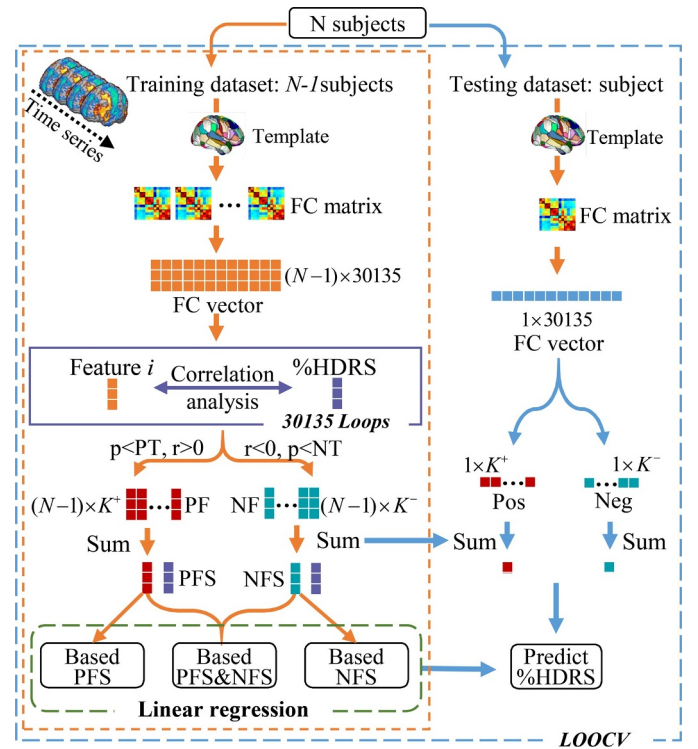 N subjects
Training dataset: N-1subjects
Testing dataset: subject
Time series
Template
Template
FC matrix
FC matrix
(N−1)×30135
FC vector
1×30135
FC vector
Feature i
%HDRS
Correlation
analysis
30135 Loops
p<PT, r>0
r<0, p<NT
1×K⁺
1×K⁻
Pos
Neg
(N−1)×K⁺
PF
NF
(N−1)×K⁻
Sum
Sum
Sum
Sum
PFS
NFS
Based
PFS
Based
PFS&NFS
Based
NFS
Predict
%HDRS
Linear regression
LOOCV